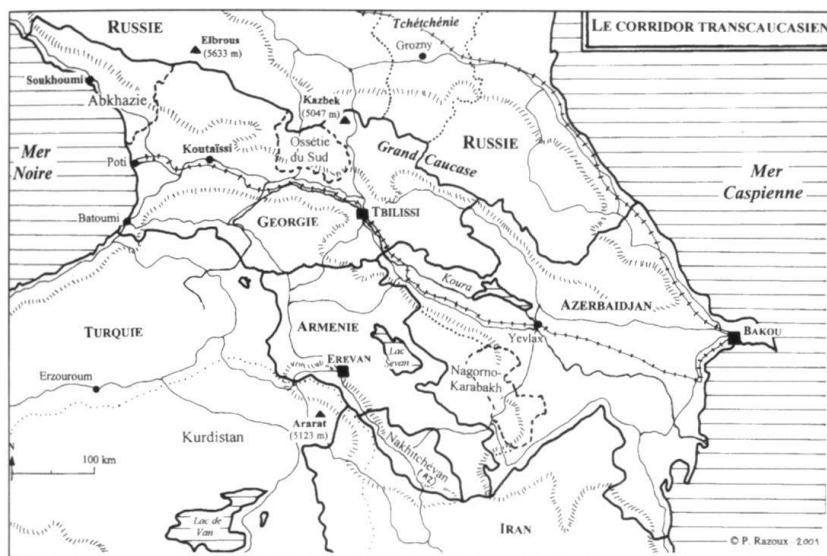 LE CORRIDOR TRANSCAUCASIEN
RUSSIE
Elbrous
(5633 m)
Tchétchénie
Grozny
Soukhoumi
Abkhazie
Kazbek
(5047 m)
RUSSIE
Ossétie
du Sud
Grand Caucase
Mer
Noire
Poti
Koutaïssi
Mer
Caspienne
Batoumi
GEORGIE
TBILISSI
Koura
AZERBAIDJAN
TURQUIE
ARMENIE
Lac
Sevan
Yevlax
BAKOU
EREVAN
Nagorno-
Karabakh
Erzouroum
Ararat
(5123 m)
Kurdistan
Nakhitchévan
(AZ)
N
100 km
Lac de
Van
IRAN
© P. Razoux - 2001